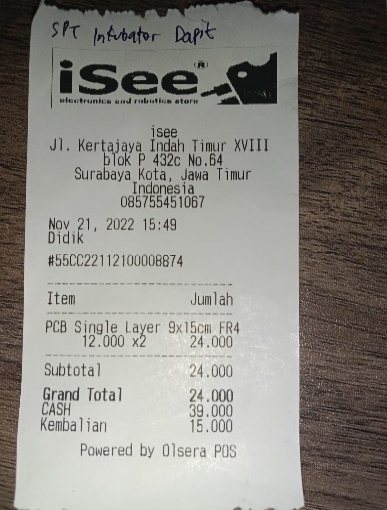 SPT Inkubator Dapit
iSee (R)
electronics and robotics store
isee
Jl. Kertajaya Indah Timur XVIII
blok P 432c No.64
Surabaya Kota, Jawa Timur
Indonesia
085755451067
Nov 21, 2022 15:49
Didik
#55CC22112100008874
Item Jumlah
PCB Single Layer 9x15cm FR4
12.000 x2 24.000
Subtotal 24.000
Grand Total 24.000
CASH 39.000
Kembalian 15.000
Powered by Olsera POS